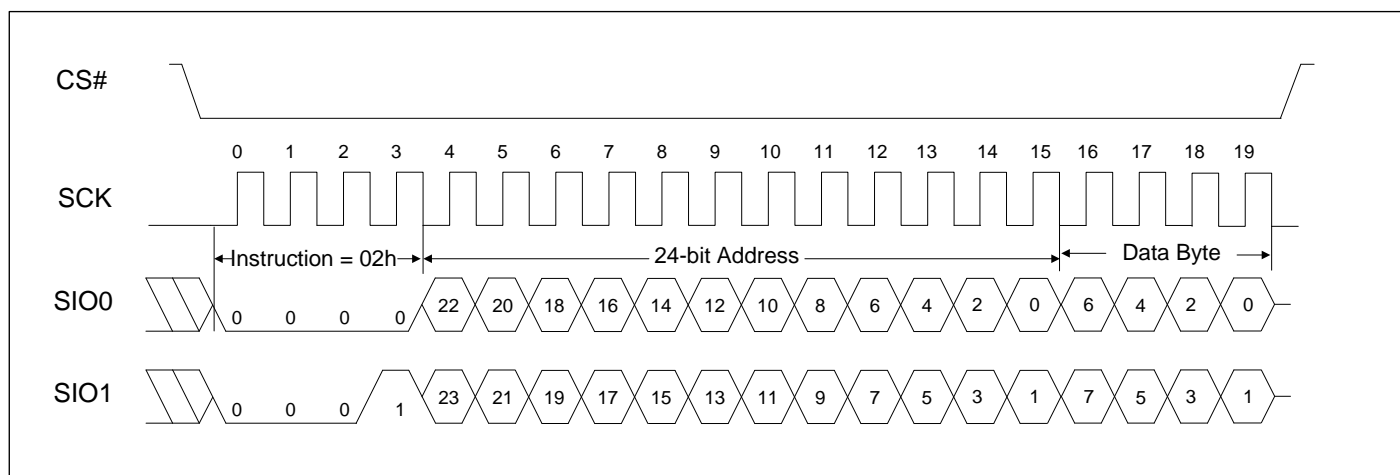 CS#
0 1 2 3 4 5 6 7 8 9 10 11 12 13 14 15 16 17 18 19
SCK
Instruction = 02h 24-bit Address Data Byte
SIO0 0 0 0 0 22 20 18 16 14 12 10 8 6 4 2 0 6 4 2 0
SIO1 0 0 0 1 23 21 19 17 15 13 11 9 7 5 3 1 7 5 3 1